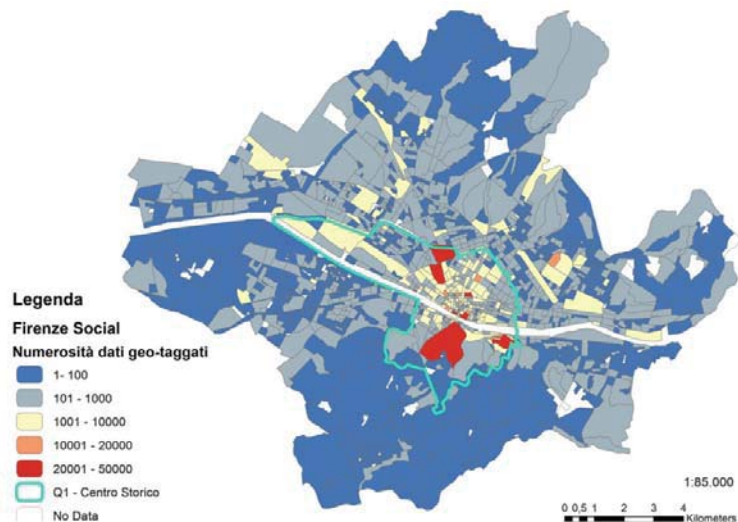 Legenda
Firenze Social
Numerosità dati geo-taggati
1- 100
101 - 1000
1001 - 10000
10001 - 20000
20001 - 50000
Q1 - Centro Storico
No Data
1:85.000
0 0,5 1 2 3 4
Kilometers